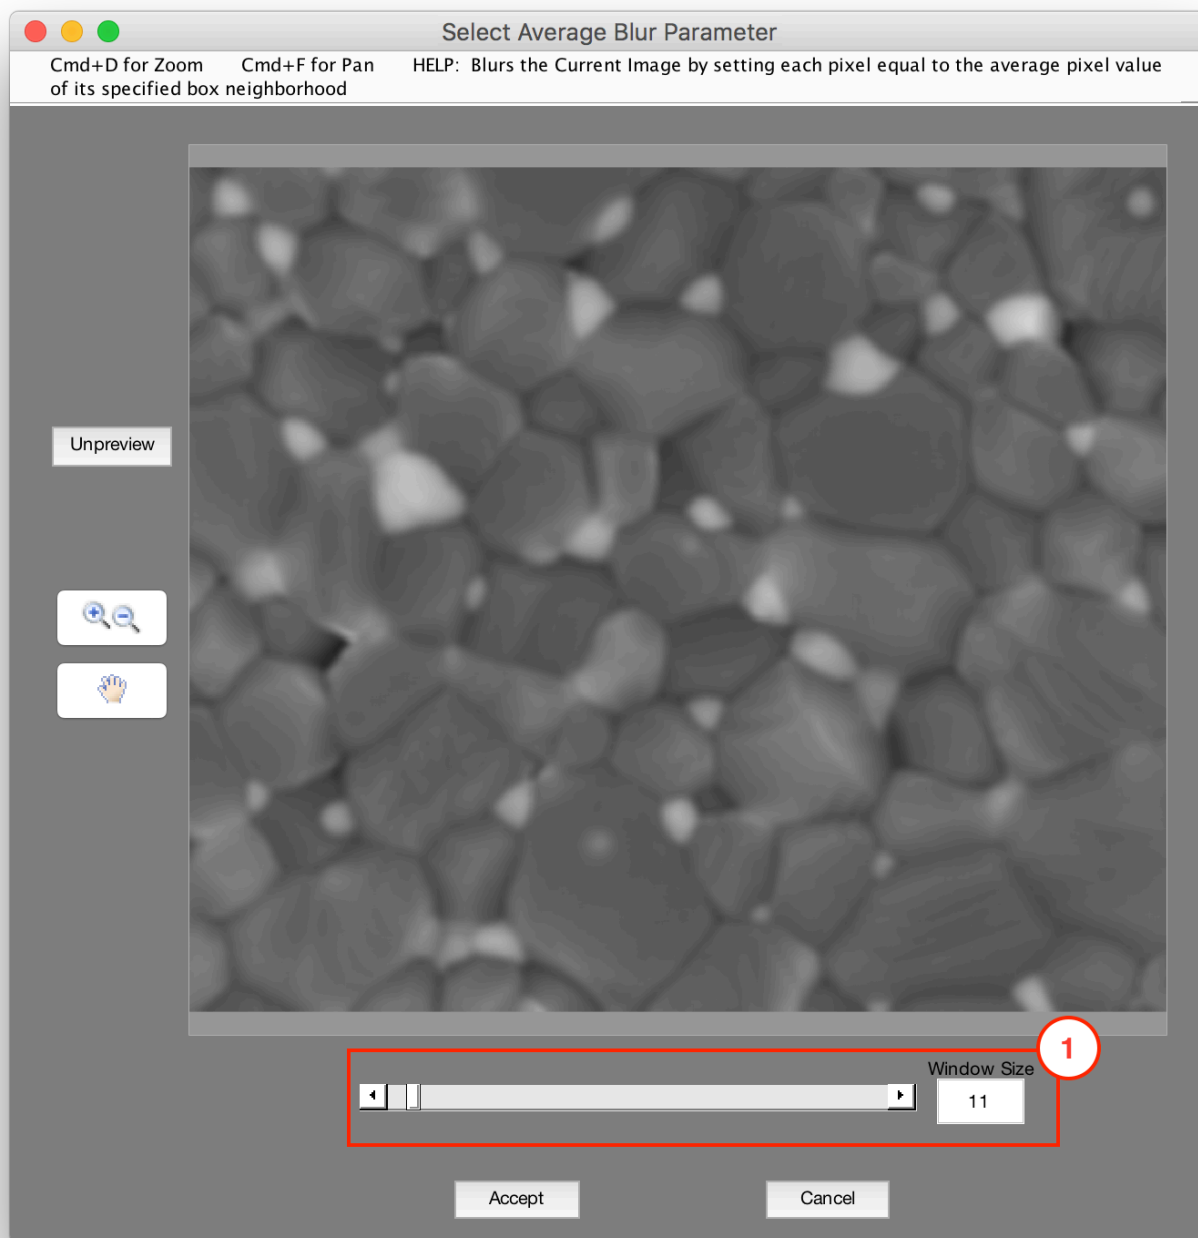 Select Average Blur Parameter
Cmd+D for Zoom Cmd+F for Pan HELP: Blurs the Current Image by setting each pixel equal to the average pixel value
of its specified box neighborhood
Unpreview
1
Window Size
11
Accept Cancel